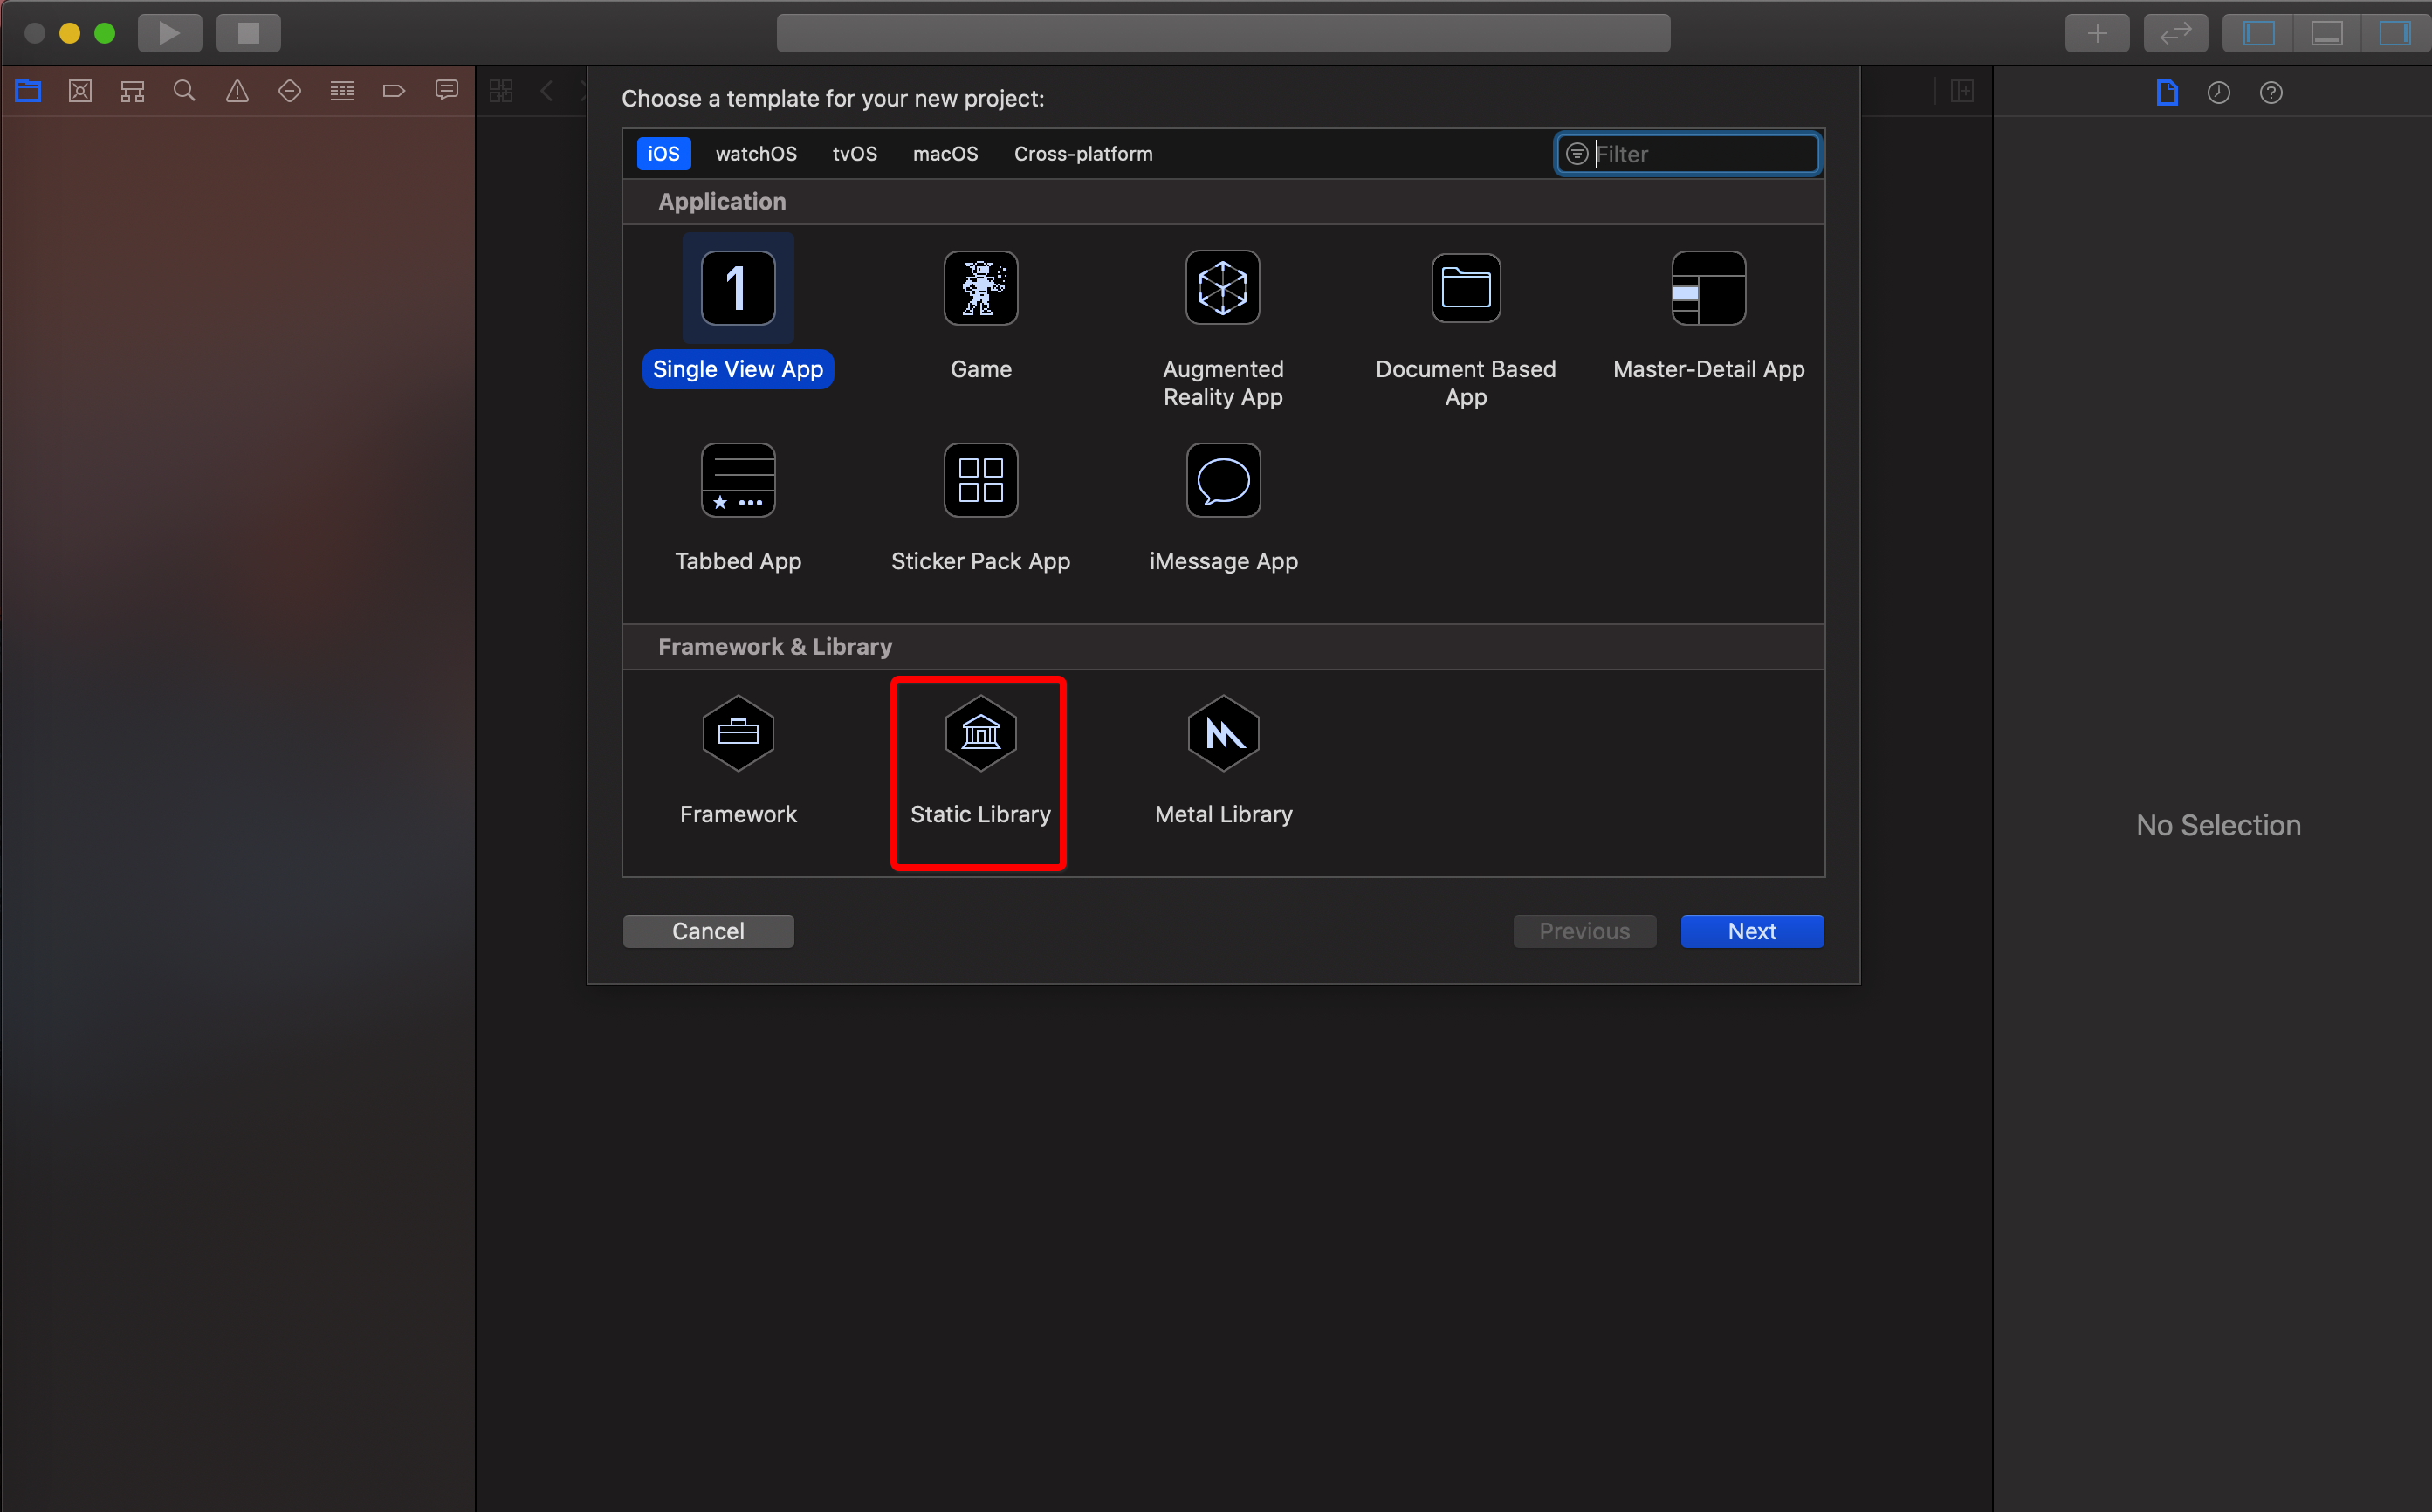 Choose a template for your new project:
iOS watchOS tvOS macOS Cross-platform Filter
Application
1
Single View App Game Augmented Reality App Document Based App Master-Detail App
Tabbed App Sticker Pack App iMessage App
Framework & Library
Framework Static Library Metal Library
No Selection
Cancel Previous Next